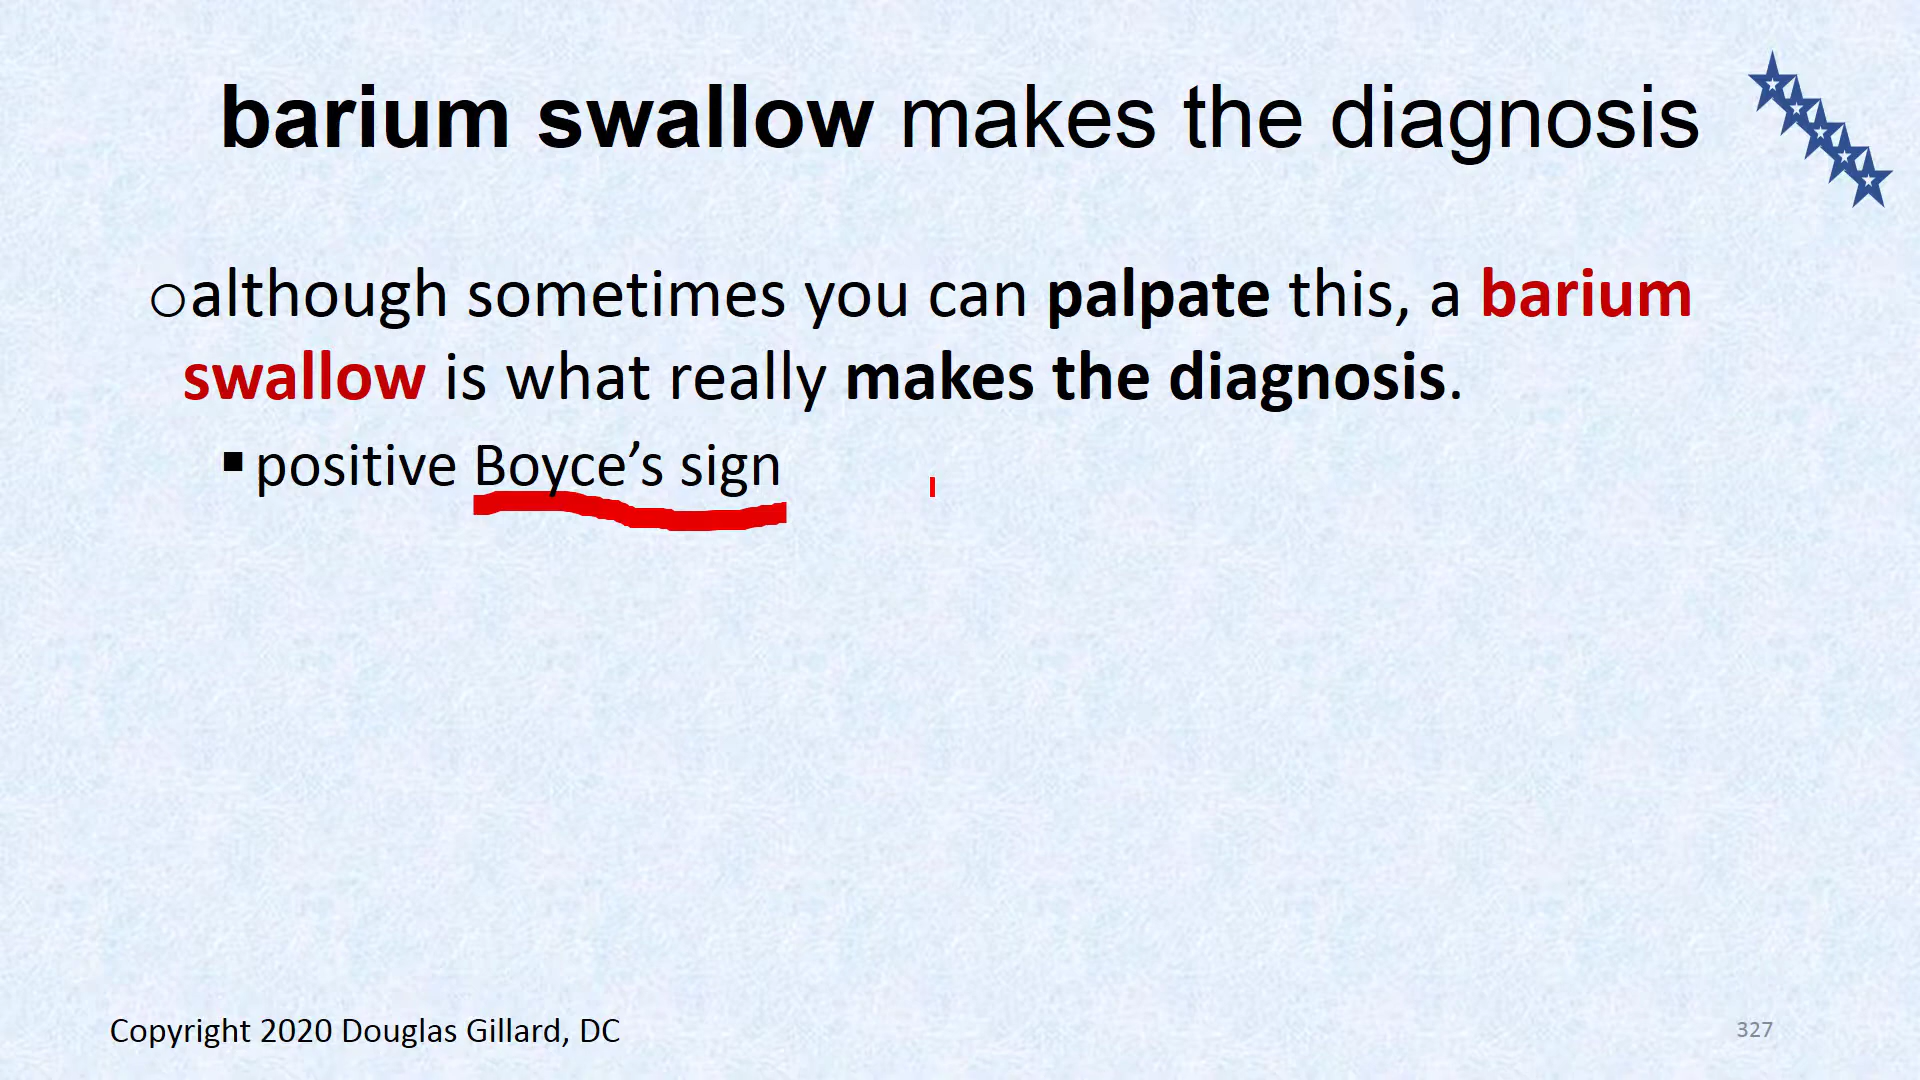 barium swallow makes the diagnosis
although sometimes you can palpate this, a barium
swallow is what really makes the diagnosis.
positive Boyce’s sign
Copyright 2020 Douglas Gillard, DC
327